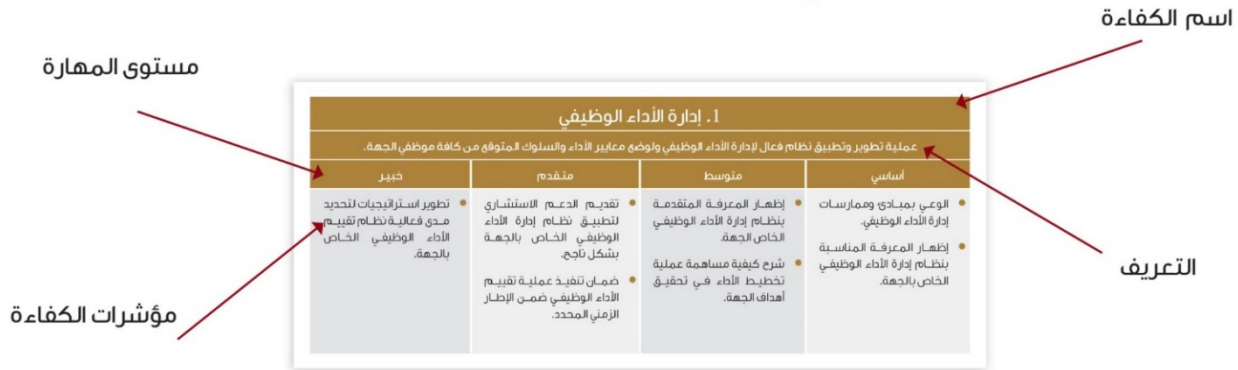 اسم الكفاءة
مستوى المهارة
1. إدارة الأداء الوظيفي
عملية تطوير وتطبيق نظام فعال لإدارة الأداء الوظيفي ولوضع معايير الأداء والسلوك المتوقع من كافة موظفي الجهة.
أساسي
متوسط
متقدم
خبير
• الوعي بمبادئ وممارسات
إدارة الأداء الوظيفي.
• إظهار المعرفة المناسبة
بنظام إدارة الأداء الوظيفي
الخاص بالجهة.
• إظهار المعرفة المتقدمة
بنظام إدارة الأداء الوظيفي
الخاص الجهة.
• شرح كيفية مساهمة عملية
تخطيط الأداء في تحقيق
أهداف الجهة.
• تقديم الدعم الاستشاري
لتطبيق نظام إدارة الأداء
الوظيفي الخاص بالجهة
بشكل ناجح.
• ضمان تنفيذ عملية تقييم
الأداء الوظيفي ضمن الإطار
الزمني المحدد.
• تطوير استراتيجيات لتحديد
مدى فعالية نظام تقييم
الأداء الوظيفي الخاص
بالجهة.
التعريف
مؤشرات الكفاءة